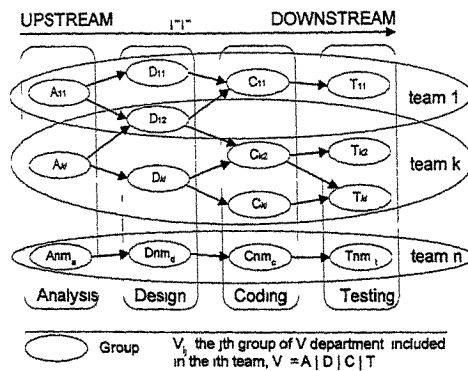 UPSTREAM DOWNSTREAM
D11
A11 C11 T11 team 1
D12
Akl Ck2 Tk2 team k
Dkl
Ckl Tkl
Anma Dnmd Cnmc Tnmt team n
Analysis Design Coding Testing
Group Vij the jth group of V department included
in the ith team, V = A | D | C | T